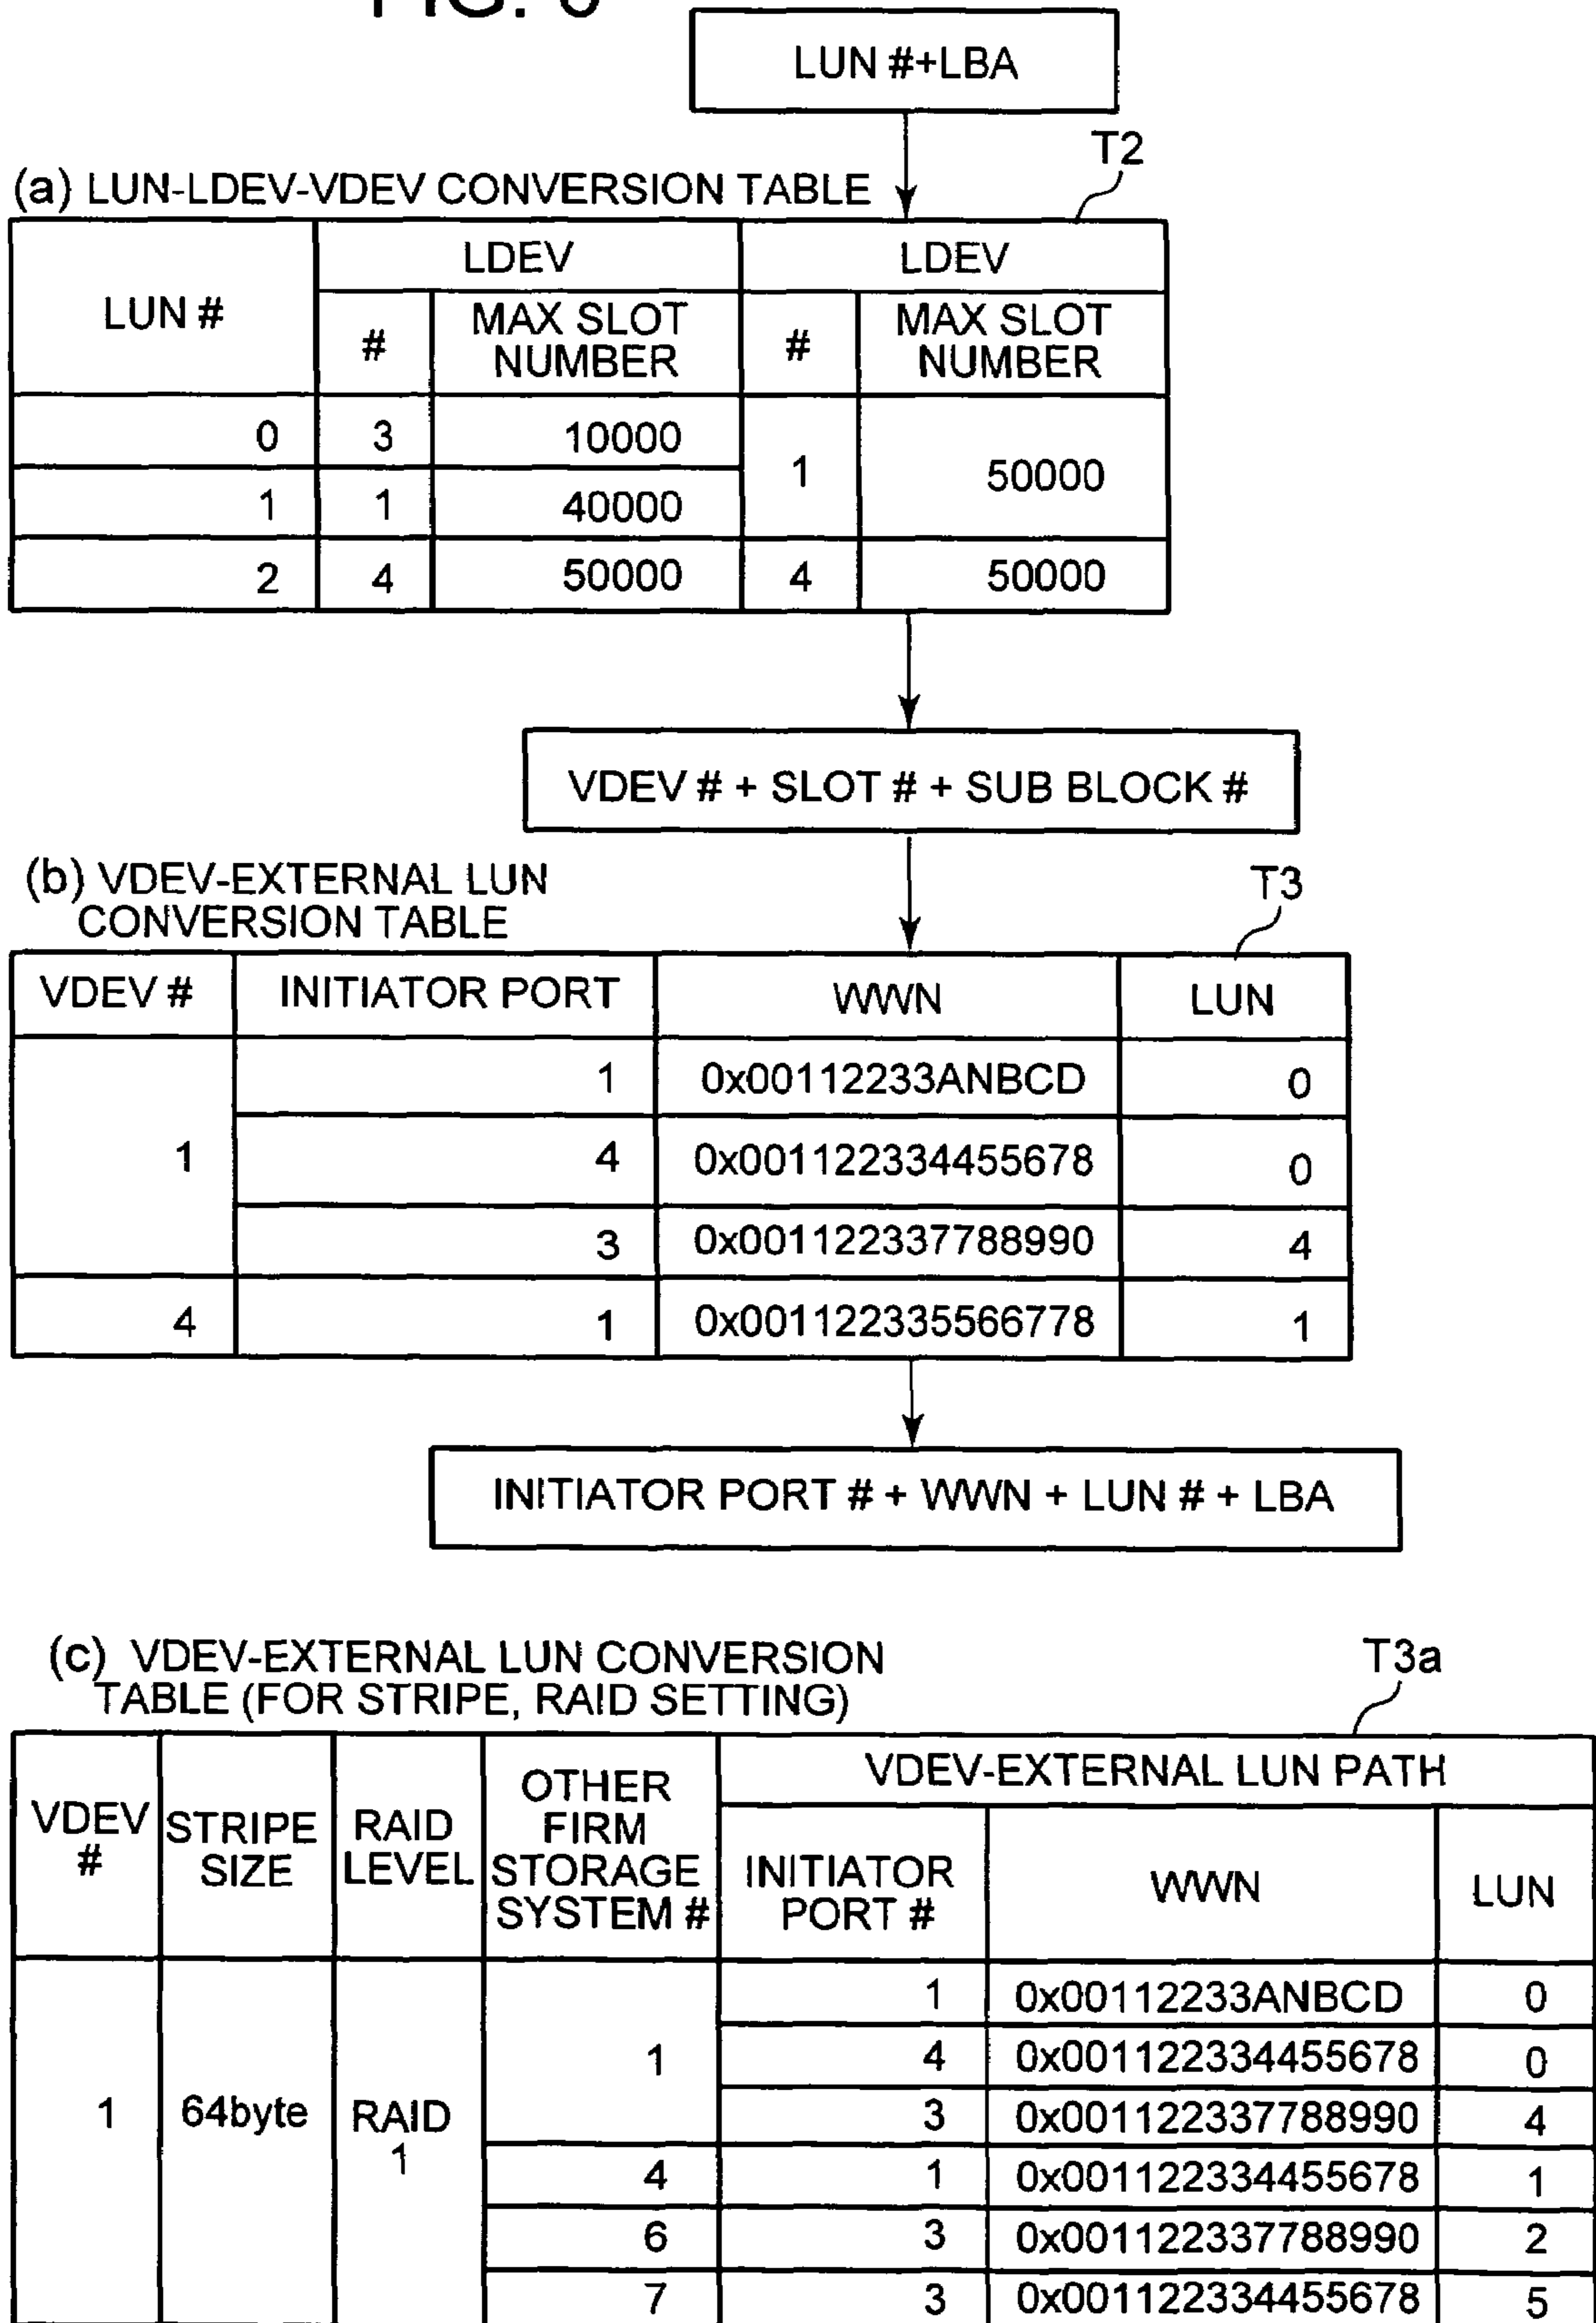 LUN #+LBA
T2
(a) LUN-LDEV-VDEV CONVERSION TABLE
LUN # LDEV LDEV
# MAX SLOT NUMBER # MAX SLOT NUMBER
0 3 10000 1 50000
1 1 40000
2 4 50000 4 50000
VDEV # + SLOT # + SUB BLOCK #
(b) VDEV-EXTERNAL LUN
CONVERSION TABLE
T3
VDEV # INITIATOR PORT WWN LUN
1 1 0x00112233ANBCD 0
4 0x001122334455678 0
3 0x001122337788990 4
4 1 0x001122335566778 1
INITIATOR PORT # + WWN + LUN # + LBA
(c) VDEV-EXTERNAL LUN CONVERSION
TABLE (FOR STRIPE, RAID SETTING)
T3a
VDEV # STRIPE SIZE RAID LEVEL OTHER FIRM STORAGE SYSTEM # VDEV-EXTERNAL LUN PATH
INITIATOR PORT # WWN LUN
1 64byte RAID 1 1 1 0x00112233ANBCD 0
4 0x001122334455678 0
3 0x001122337788990 4
4 1 0x001122334455678 1
6 3 0x001122337788990 2
7 3 0x001122334455678 5